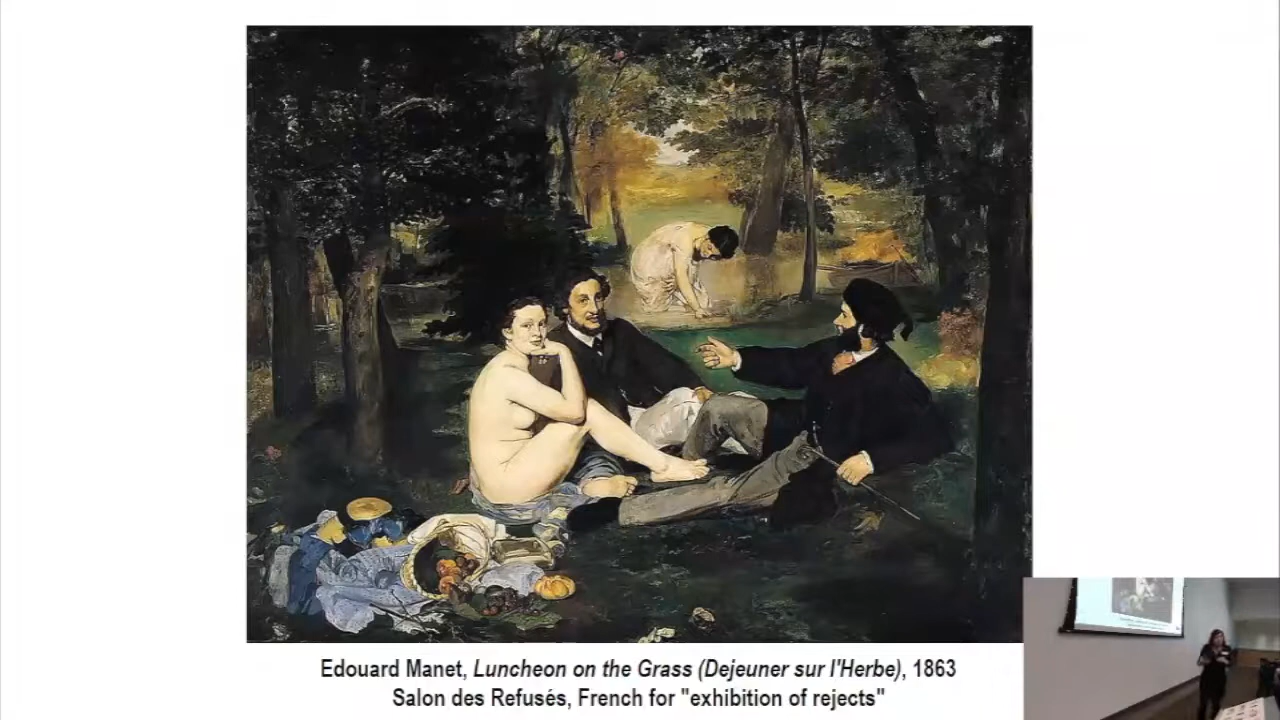 Edouard Manet, Luncheon on the Grass (Dejeuner sur l'Herbe), 1863
Salon des Refusés, French for "exhibition of rejects"